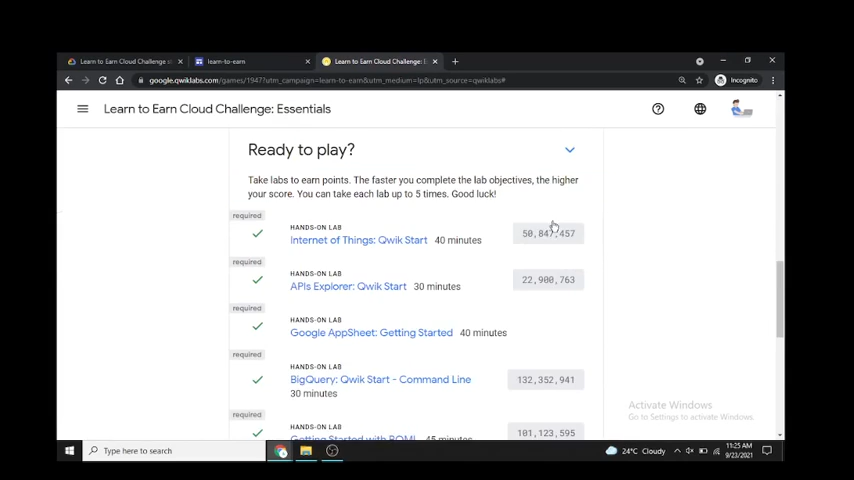 Learn to Earn Cloud Challenge s
learn-to-earn
Learn to Earn Cloud Challenge: E
google.qwiklabs.com/games/1947?utm_campaign=learn-to-earn&utm_medium=lp&utm_source=qwiklabs#
Incognito
Learn to Earn Cloud Challenge: Essentials
Ready to play?
Take labs to earn points. The faster you complete the lab objectives, the higher
your score. You can take each lab up to 5 times. Good luck!
required
HANDS-ON LAB
Internet of Things: Qwik Start 40 minutes
50,847,457
required
HANDS-ON LAB
APIs Explorer: Qwik Start 30 minutes
22,900,763
required
HANDS-ON LAB
Google AppSheet: Getting Started 40 minutes
required
HANDS-ON LAB
BigQuery: Qwik Start - Command Line
30 minutes
132,352,941
required
HANDS-ON LAB
Getting Started with BQML 45 minutes
101,123,595
Activate Windows
Go to Settings to activate Windows.
Type here to search
24°C Cloudy
11:25 AM
9/23/2021